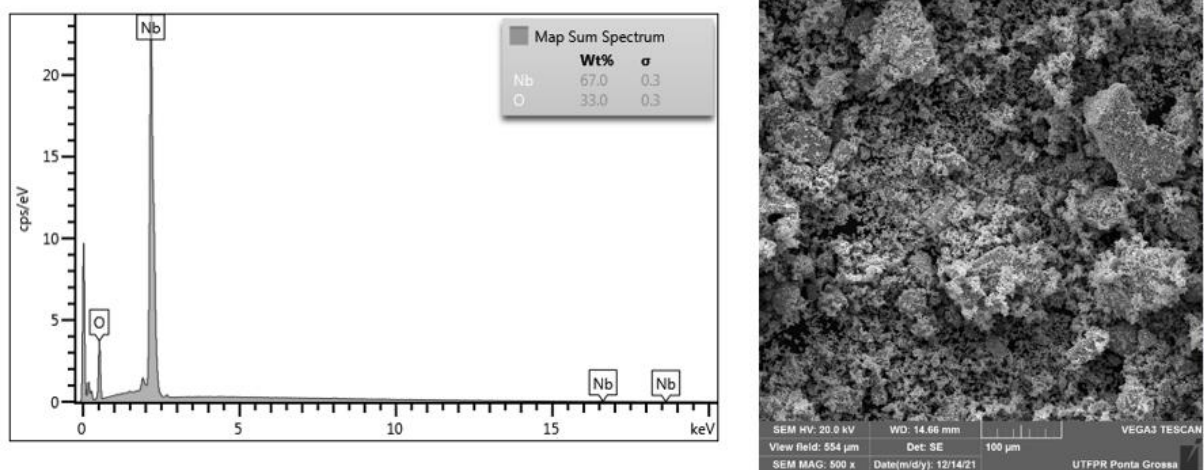 Nb
Map Sum Spectrum
Wt% σ
Nb 67.0 0.3
O 33.0 0.3
20
15
10
5
0
cps/eV
O
Nb
Nb
0 5 10 15 keV
SEM HV: 20.0 kV WD: 14.66 mm VEGA3 TESCAN
View field: 554 µm Det: SE 100 µm
SEM MAG: 500 x Date(m/d/y): 12/14/21 UTFPR Ponta Grossa